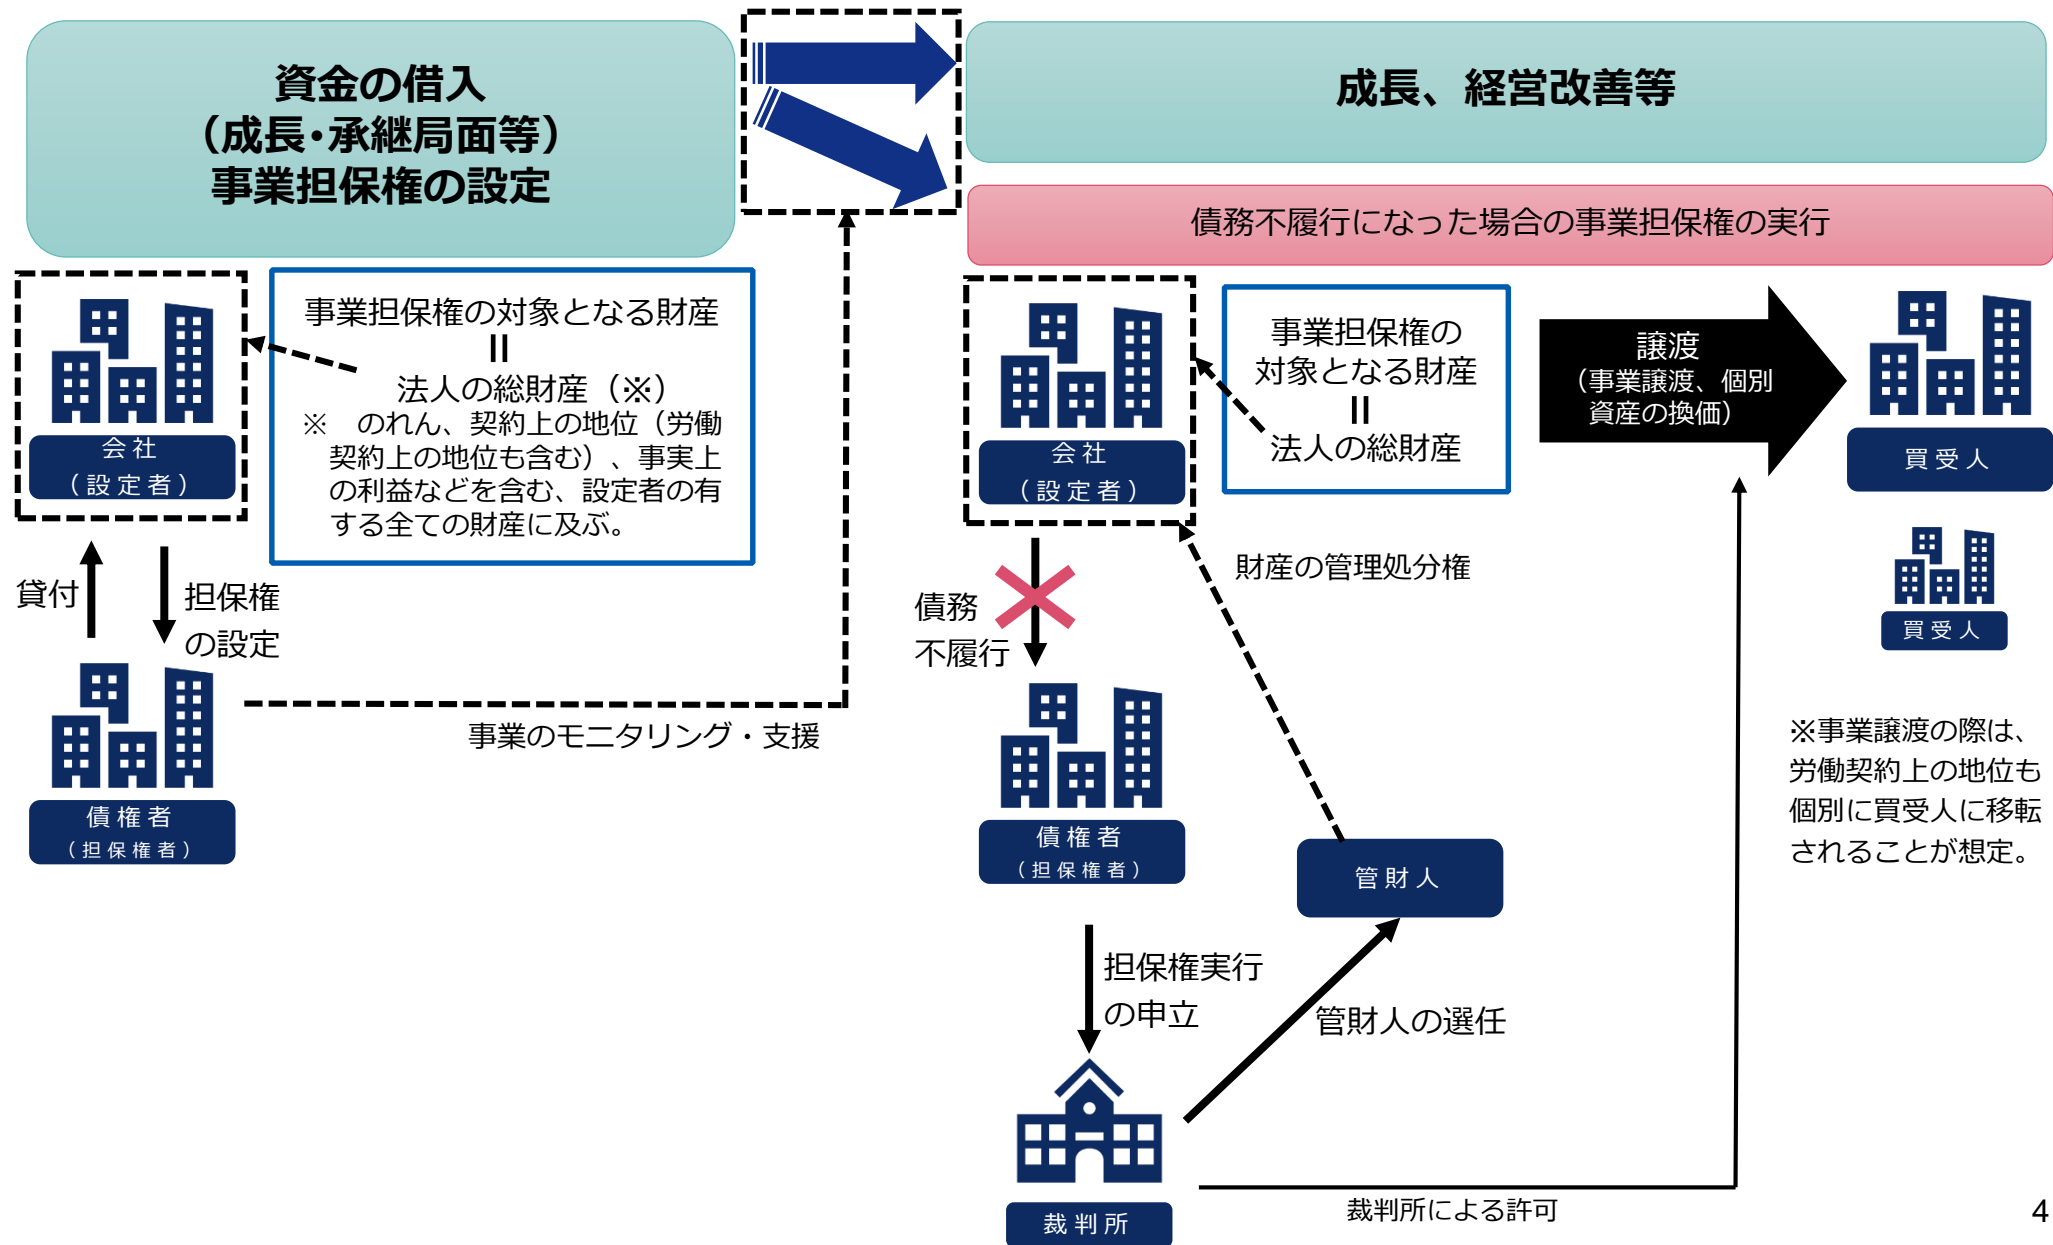 資金の借入
（成長・承継局面等）
事業担保権の設定
成長、経営改善等
債務不履行になった場合の事業担保権の実行
事業担保権の対象となる財産
＝
法人の総財産（※）
※　のれん、契約上の地位（労働
契約上の地位も含む）、事実上
の利益などを含む、設定者の有
する全ての財産に及ぶ。
会社
（設定者）
貸付
担保権
の設定
債権者
（担保権者）
事業のモニタリング・支援
会社
（設定者）
事業担保権の
対象となる財産
＝
法人の総財産
譲渡
（事業譲渡、個別
資産の換価）
買受人
買受人
財産の管理処分権
債務
不履行
債権者
（担保権者）
管財人
※事業譲渡の際は、
労働契約上の地位も
個別に買受人に移転
されることが想定。
担保権実行
の申立
管財人の選任
裁判所
裁判所による許可
4